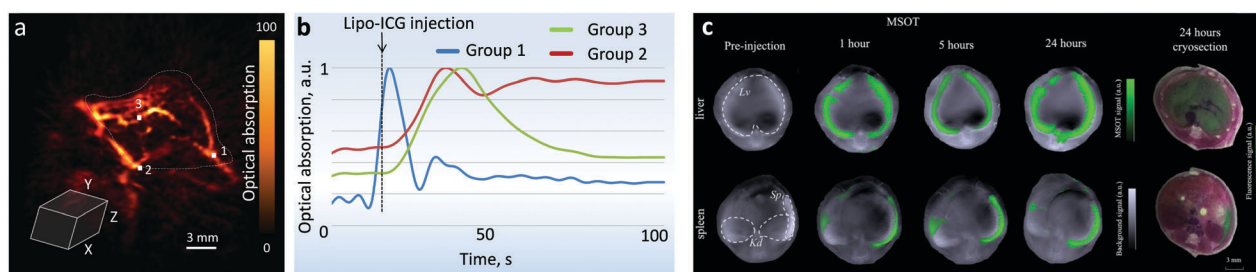 a
100
Optical absorption
0
3
1
2
Y
Z
X
3 mm
b
Lipo-ICG injection
Group 1
Group 3
Group 2
Optical absorption, a.u.
1
0
50
100
Time, s
c
MSOT
Pre-injection
1 hour
5 hours
24 hours
24 hours
cryosection
liver
Lv
spleen
Sp.
Kd
MSOT signal (a.u.)
Background signal (a.u.)
Fluorescence signal (a.u.)
3 mm